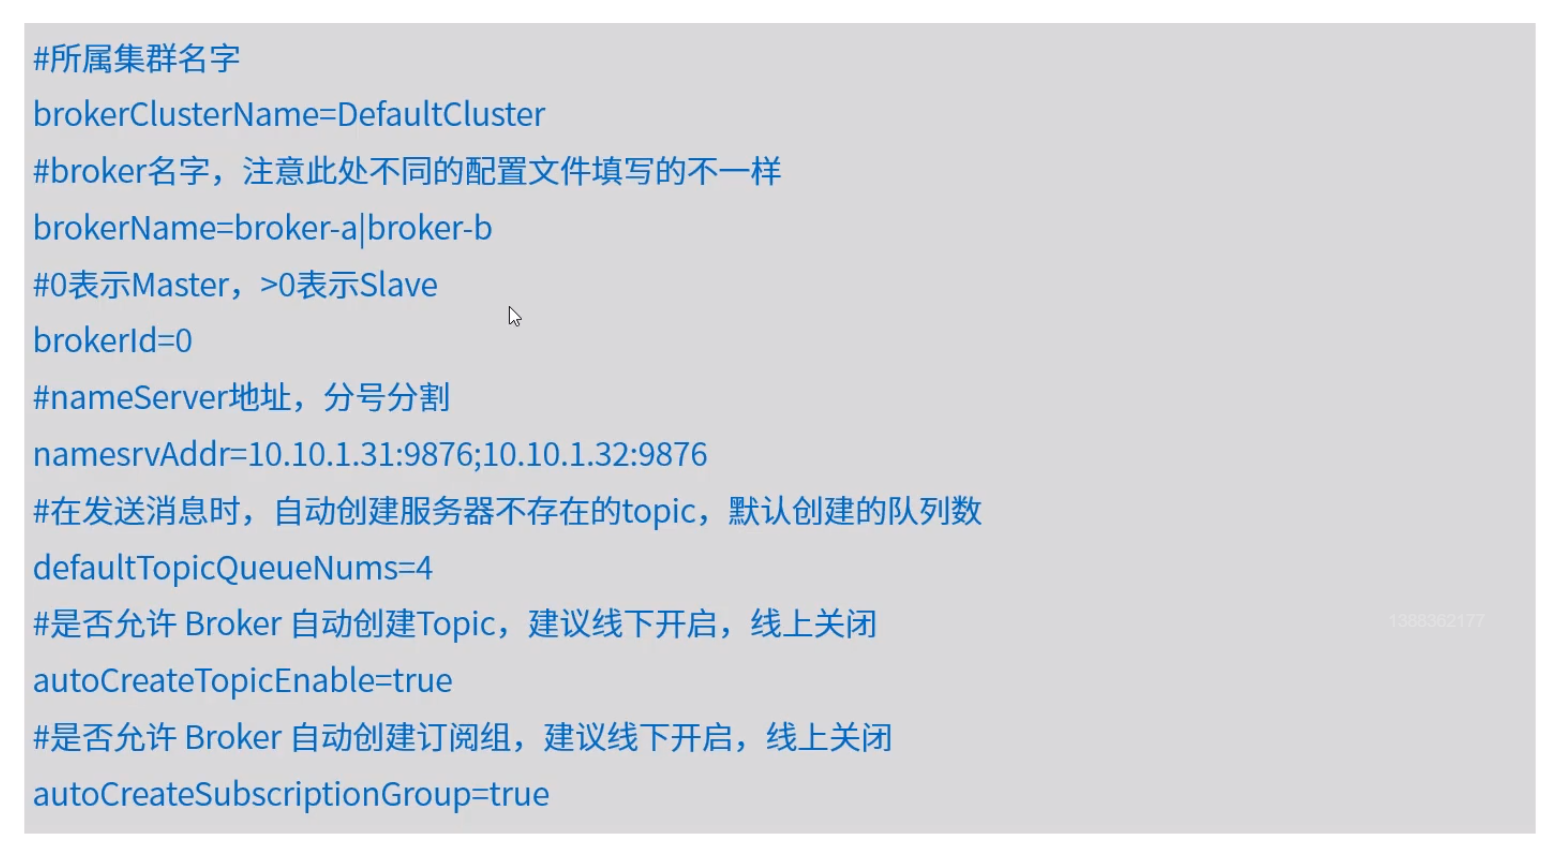 #所属集群名字
brokerClusterName=DefaultCluster
#broker名字，注意此处不同的配置文件填写的不一样
brokerName=broker-a|broker-b
#0表示Master，>0表示Slave
brokerId=0
#nameServer地址，分号分割
namesrvAddr=10.10.1.31:9876;10.10.1.32:9876
#在发送消息时，自动创建服务器不存在的topic，默认创建的队列数
defaultTopicQueueNums=4
#是否允许 Broker 自动创建Topic，建议线下开启，线上关闭
1388362177
autoCreateTopicEnable=true
#是否允许 Broker 自动创建订阅组，建议线下开启，线上关闭
autoCreateSubscriptionGroup=true